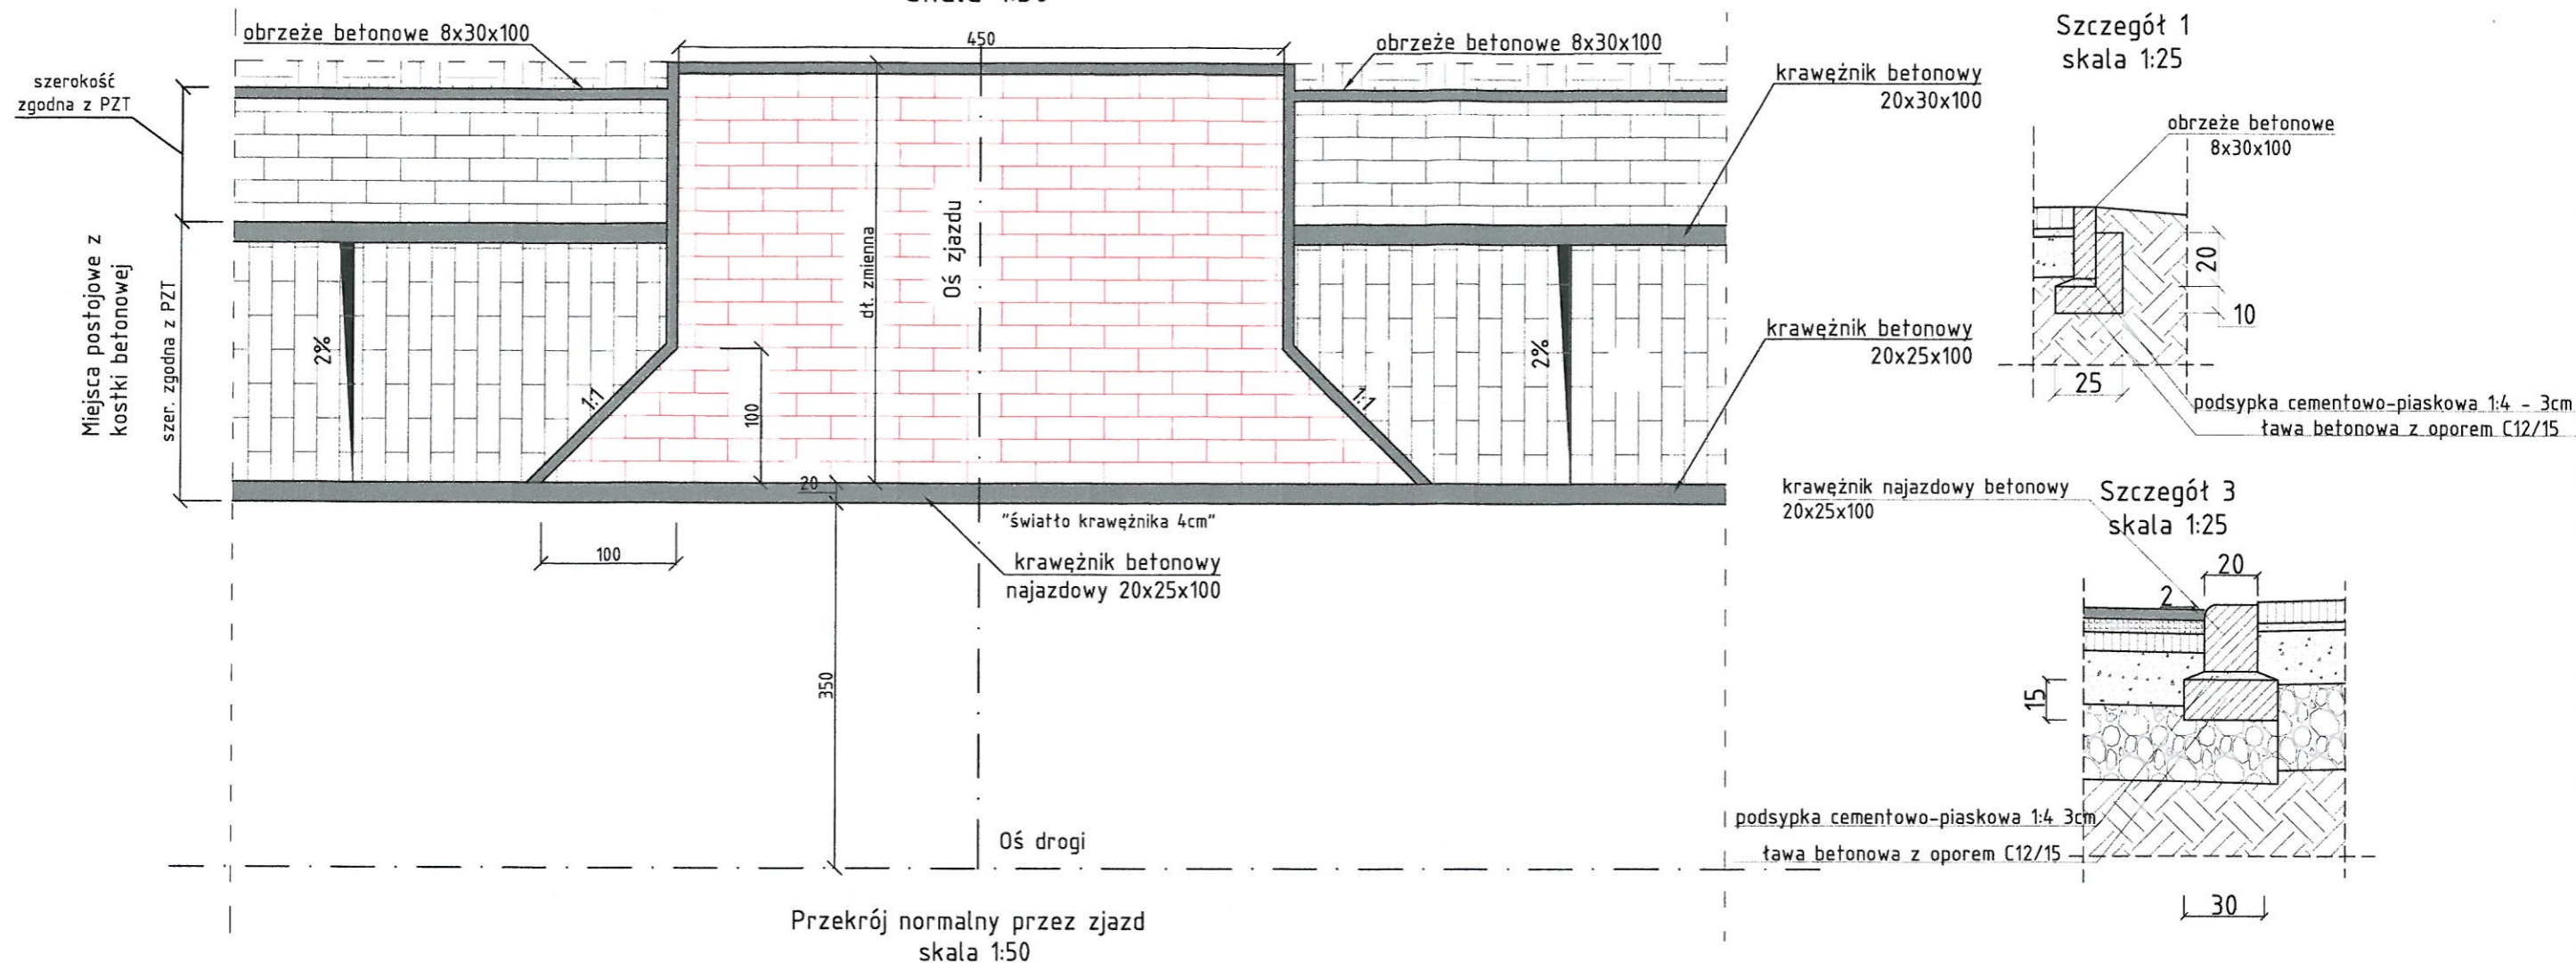 skala 1:50
obrzeże betonowe 8x30x100
450
obrzeże betonowe 8x30x100
szerokość
zgodna z PZT
krawężnik betonowy
20x30x100
Miejsca postojowe z
kostki betonowej
szer. zgodna z PZT
2%
1:1
100
dł. zmienna
Oś zjazdu
1:1
2%
krawężnik betonowy
20x25x100
20
"światło krawężnika 4cm"
100
krawężnik betonowy
najazdowy 20x25x100
350
Oś drogi
Przekrój normalny przez zjazd
skala 1:50
Szczegół 1
skala 1:25
obrzeże betonowe
8x30x100
20
10
25
podsypka cementowo-piaskowa 1:4 - 3cm
ława betonowa z oporem C12/15
krawężnik najazdowy betonowy
20x25x100
Szczegół 3
skala 1:25
20
2
15
podsypka cementowo-piaskowa 1:4 3cm
ława betonowa z oporem C12/15
30